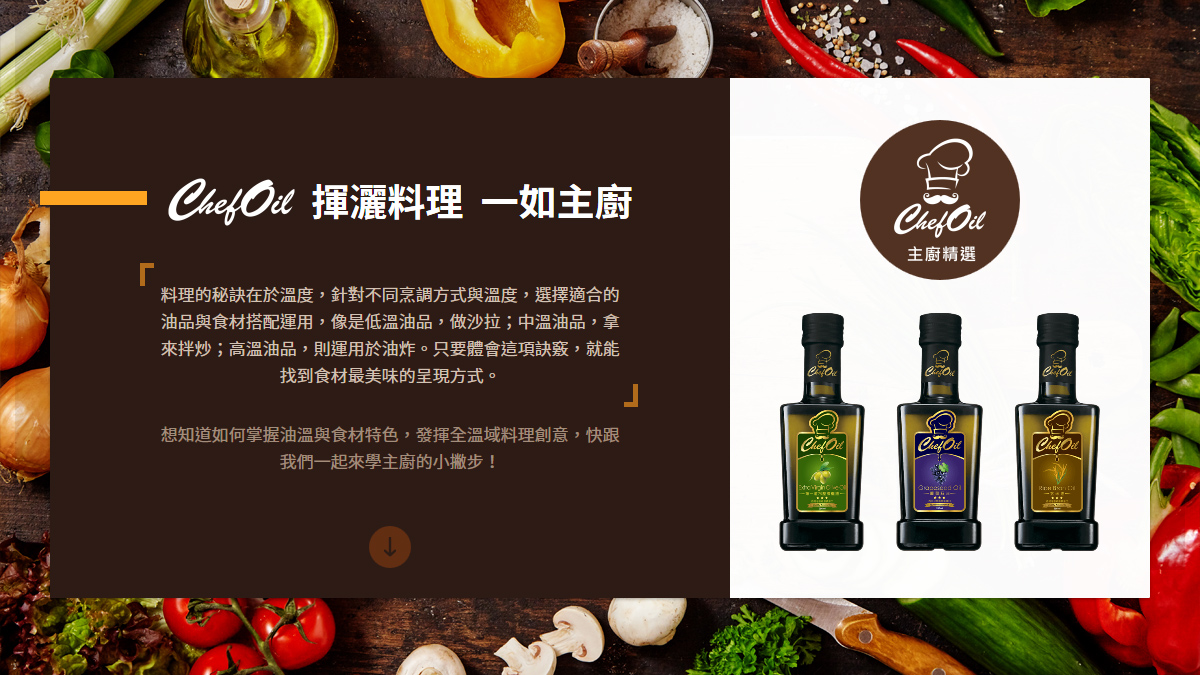 ChefOil 揮灑料理 一如主廚
料理的秘訣在於溫度，針對不同烹調方式與溫度，選擇適合的
油品與食材搭配運用，像是低溫油品，做沙拉；中溫油品，拿
來拌炒；高溫油品，則運用於油炸。只要體會這項訣竅，就能
找到食材最美味的呈現方式。
想知道如何掌握油溫與食材特色，發揮全溫域料理創意，快跟
我們一起來學主廚的小撇步！
ChefOil
主廚精選
ChefOil
ChefOil
ChefOil
ChefOil
ChefOil
ChefOil
Extra Virgin Olive Oil
Grapeseed Oil
Rice Bran Oil